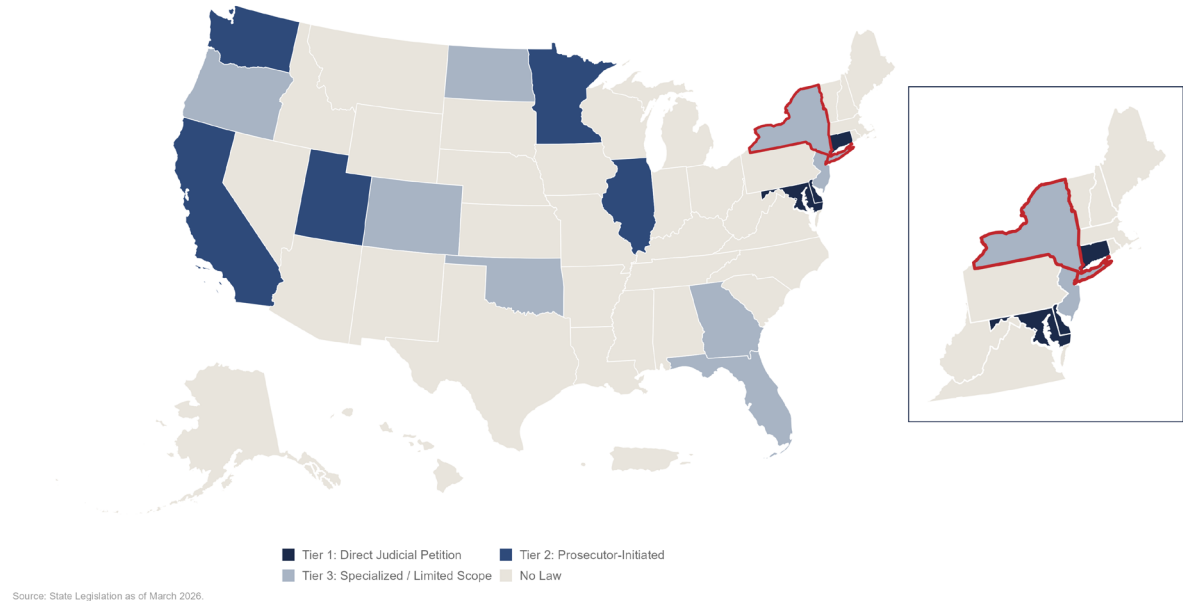 Tier 1: Direct Judicial Petition
Tier 2: Prosecutor-Initiated
Tier 3: Specialized / Limited Scope
No Law
Source: State Legislation as of March 2026.